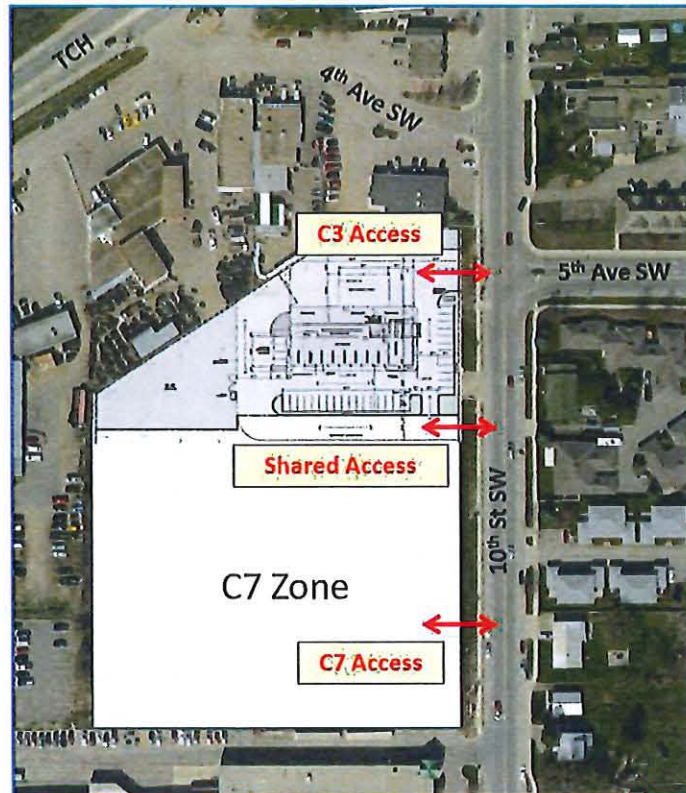 TCH
4th Ave SW
C3 Access
5th Ave SW
Shared Access
10th St SW
C7 Zone
C7 Access